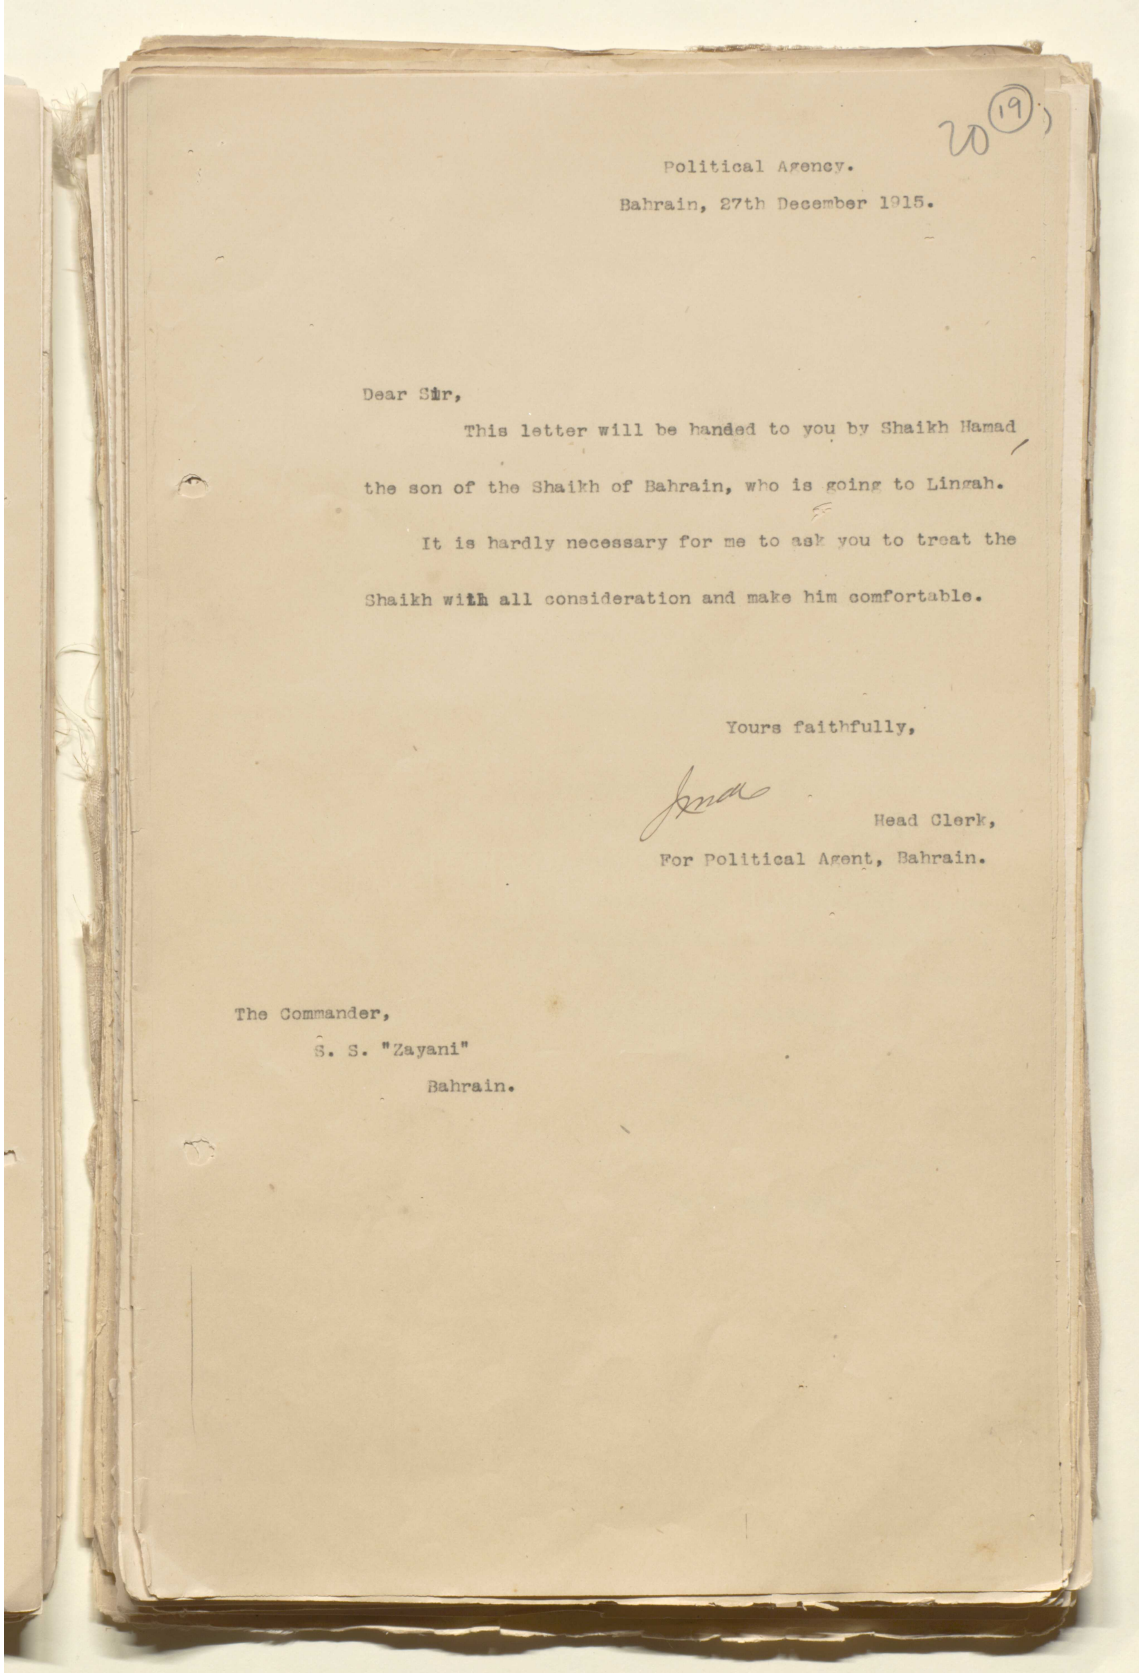 20 19
Political Agency.
Bahrain, 27th December 1915.
Dear Sir,
This letter will be handed to you by Shaikh Hamad
the son of the Shaikh of Bahrain, who is going to Lingah.
It is hardly necessary for me to ask you to treat the
Shaikh with all consideration and make him comfortable.
Yours faithfully,
Head Clerk,
For Political Agent, Bahrain.
The Commander,
S. S. "Zayani"
Bahrain.